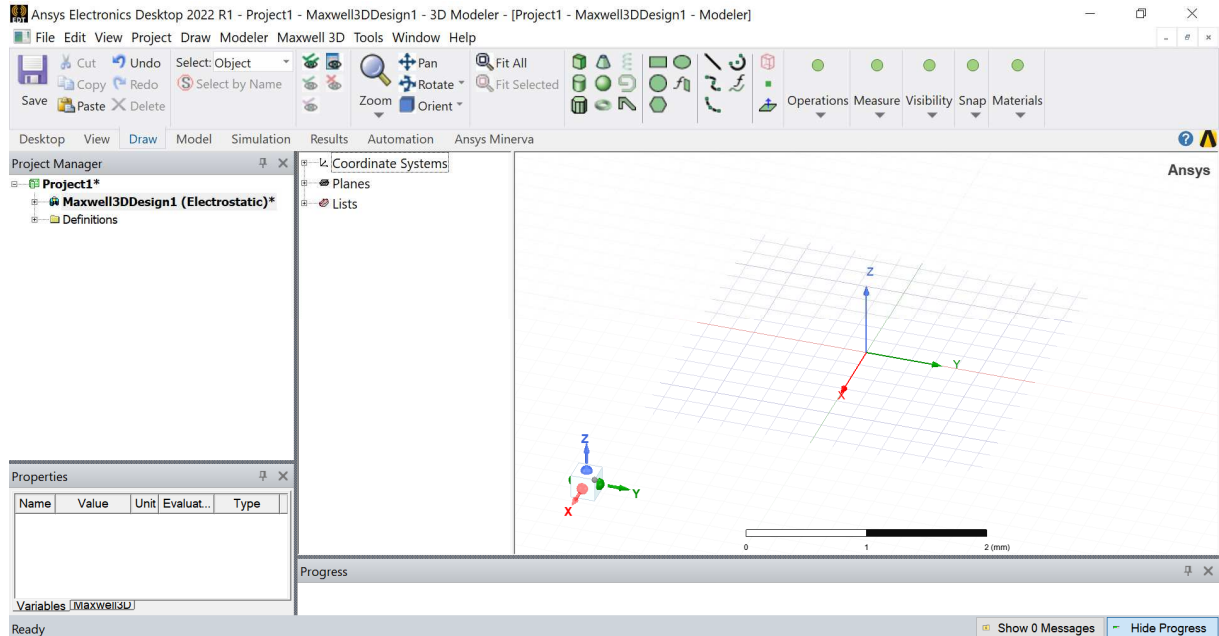 Ansys Electronics Desktop 2022 R1 - Project1 - Maxwell3DDesign1 - 3D Modeler - [Project1 - Maxwell3DDesign1 - Modeler]
File Edit View Project Draw Modeler Maxwell 3D Tools Window Help
Save
Cut Undo
Copy Redo
Paste Delete
Select: Object
Select by Name
Zoom
Pan
Rotate
Orient
Fit All
Fit Selected
Operations Measure Visibility Snap Materials
Desktop View Draw Model Simulation Results Automation Ansys Minerva
Project Manager
Project1*
Maxwell3DDesign1 (Electrostatic)*
Definitions
Coordinate Systems
Planes
Lists
Ansys
Z
Y
X
Z
Y
X
0 1 2 (mm)
Properties
Name Value Unit Evaluat... Type
Variables Maxwell3D
Progress
Ready
Show 0 Messages Hide Progress